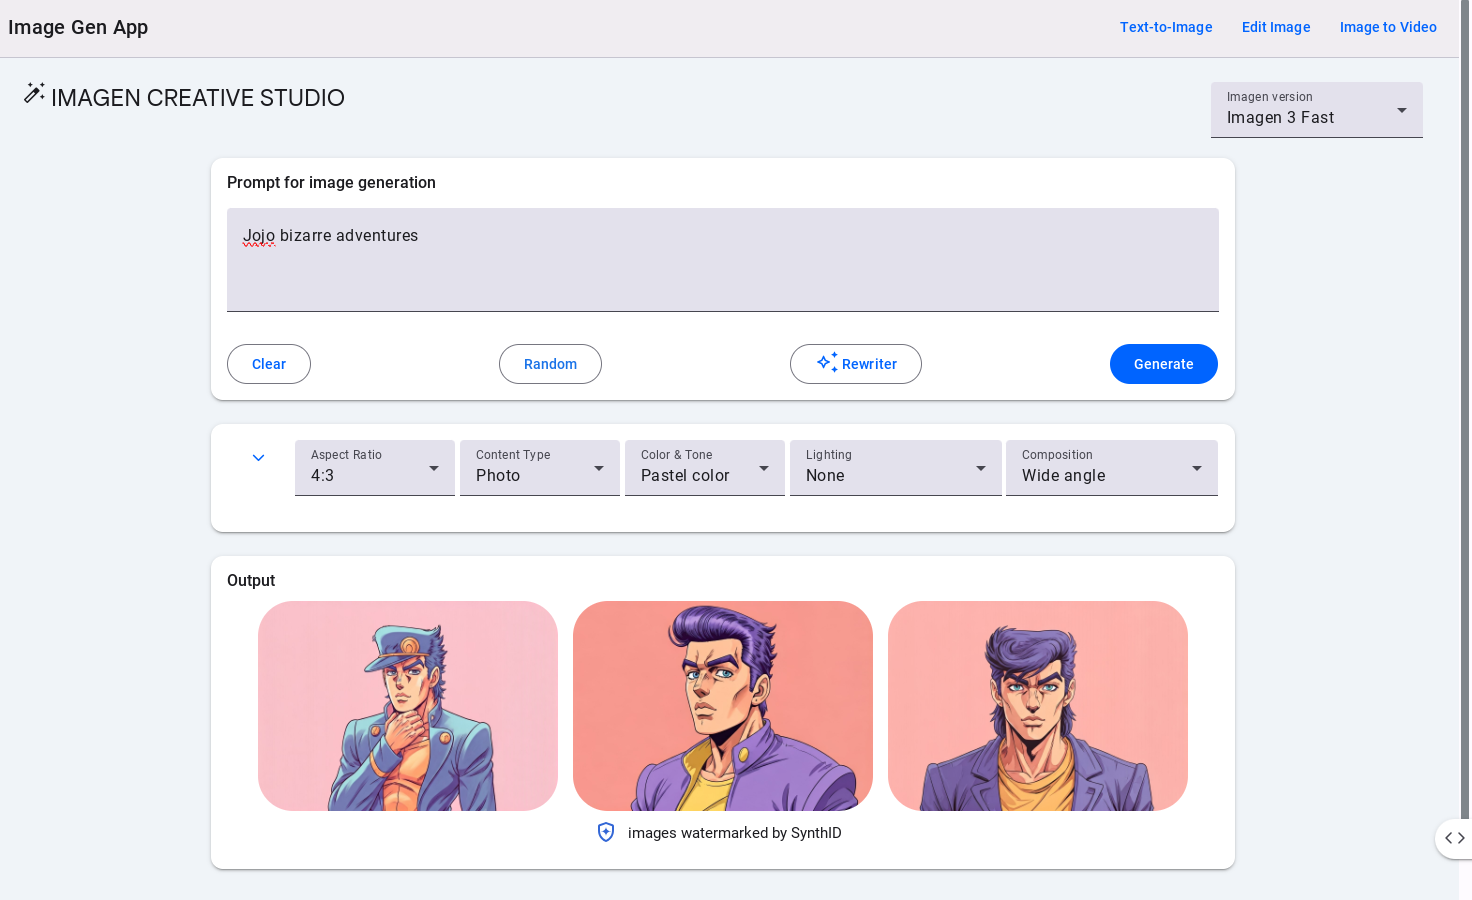 Image Gen App
Text-to-Image Edit Image Image to Video
IMAGEN CREATIVE STUDIO
Imagen version
Imagen 3 Fast
Prompt for image generation
Jojo bizarre adventures
Clear Random Rewriter Generate
Aspect Ratio Content Type Color & Tone Lighting Composition
4:3 Photo Pastel color None Wide angle
Output
images watermarked by SynthID